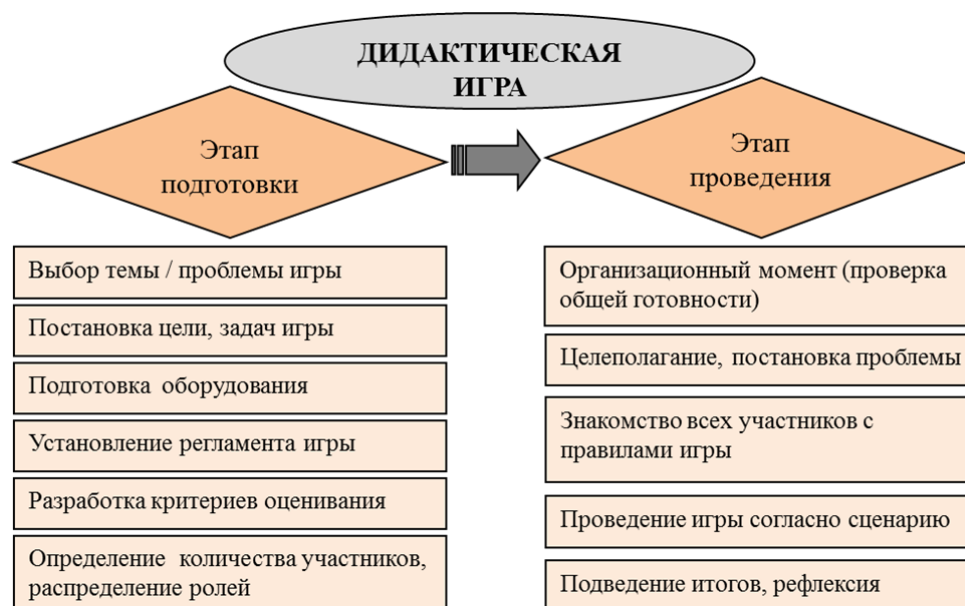 ДИДАКТИЧЕСКАЯ
ИГРА
Этап
подготовки
Выбор темы / проблемы игры
Постановка цели, задач игры
Подготовка оборудования
Установление регламента игры
Разработка критериев оценивания
Определение количества участников,
распределение ролей
Этап
проведения
Организационный момент (проверка
общей готовности)
Целеполагание, постановка проблемы
Знакомство всех участников с
правилами игры
Проведение игры согласно сценарию
Подведение итогов, рефлексия